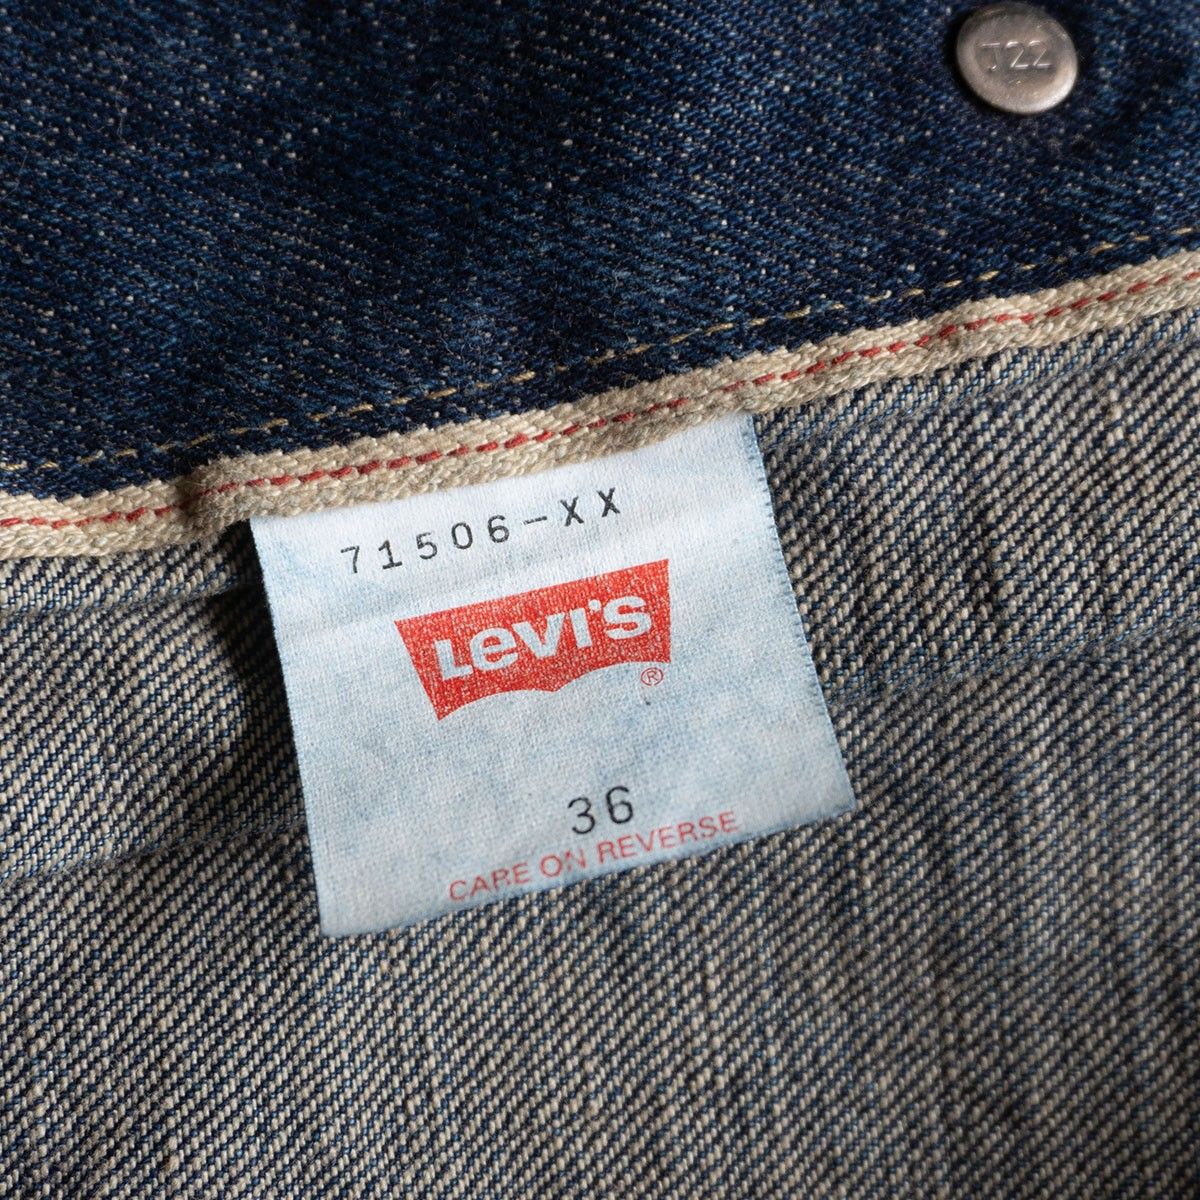 J22
71506-XX
Levi's
®
36
CARE ON REVERSE